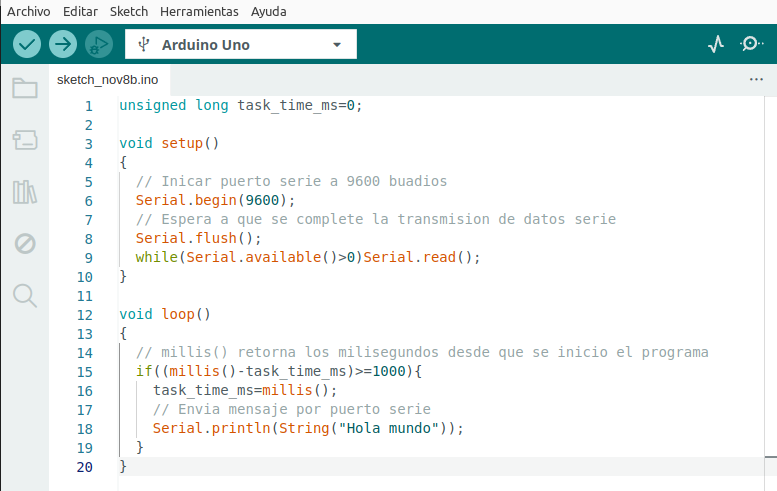 Archivo Editar Sketch Herramientas Ayuda
Arduino Uno
sketch_nov8b.ino
1 unsigned long task_time_ms=0;
2
3 void setup()
4 {
5 // Inicar puerto serie a 9600 buadios
6 Serial.begin(9600);
7 // Espera a que se complete la transmision de datos serie
8 Serial.flush();
9 while(Serial.available()>0)Serial.read();
10 }
11
12 void loop()
13 {
14 // millis() retorna los milisegundos desde que se inicio el programa
15 if((millis()-task_time_ms)>=1000){
16 task_time_ms=millis();
17 // Envia mensaje por puerto serie
18 Serial.println(String("Hola mundo"));
19 }
20 }